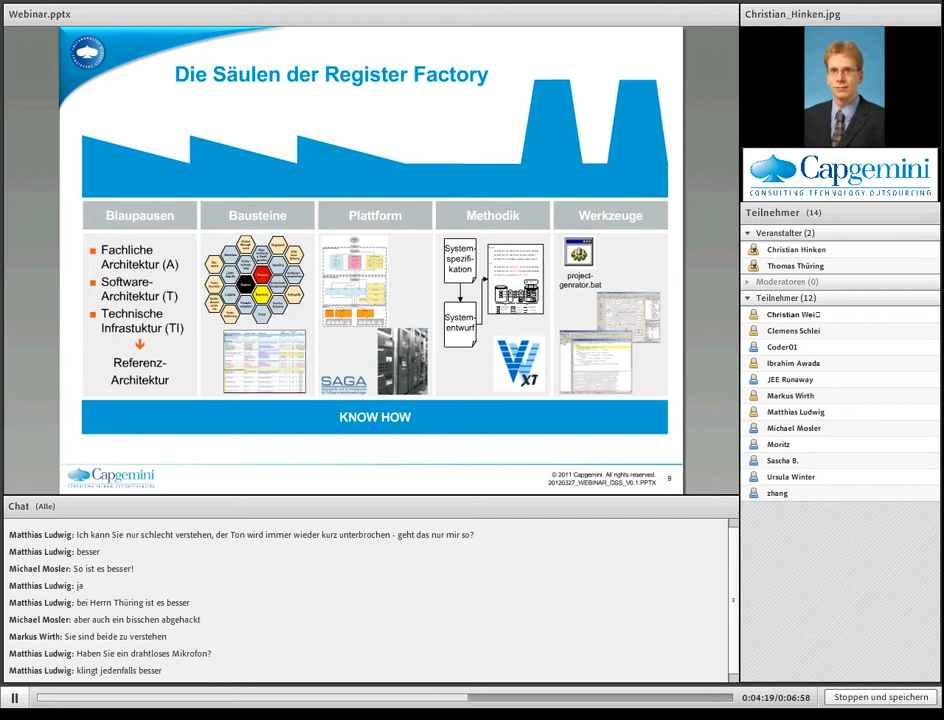 Webinar.pptx
Christian_Hinken.jpg
Die Säulen der Register Factory
Capgemini
CONSULTING.TECHNOLOGY.OUTSOURCING
Blaupausen
Bausteine
Plattform
Methodik
Werkzeuge
Fachliche
Architektur (A)
Software-
Architektur (T)
Technische
Infrastuktur (TI)
Referenz-
Architektur
SAGA
System-
spezifi-
kation
System-
entwurf
V
XT
project-
genrator.bat
KNOW HOW
Capgemini
© 2011 Capgemini. All rights reserved.
20120327_WEBINAR_OSS_V0.1.PPTX
9
Teilnehmer (14)
Veranstalter (2)
Christian Hinken
Thomas Thüring
Moderatoren (0)
Teilnehmer (12)
Christian Wei
Clemens Schlei
Coder01
Ibrahim Awada
JEE Runaway
Markus Wirth
Matthias Ludwig
Michael Mosler
Moritz
Sascha B.
Ursula Winter
zhang
Chat (Alle)
Matthias Ludwig: Ich kann Sie nur schlecht verstehen, der Ton wird immer wieder kurz unterbrochen - geht das nur mir so?
Matthias Ludwig: besser
Michael Mosler: So ist es besser!
Matthias Ludwig: ja
Matthias Ludwig: bei Herrn Thüring ist es besser
Michael Mosler: aber auch ein bisschen abgehackt
Markus Wirth: Sie sind beide zu verstehen
Matthias Ludwig: Haben Sie ein drahtloses Mikrofon?
Matthias Ludwig: klingt jedenfalls besser
0:04:19/0:06:58
Stoppen und speichern